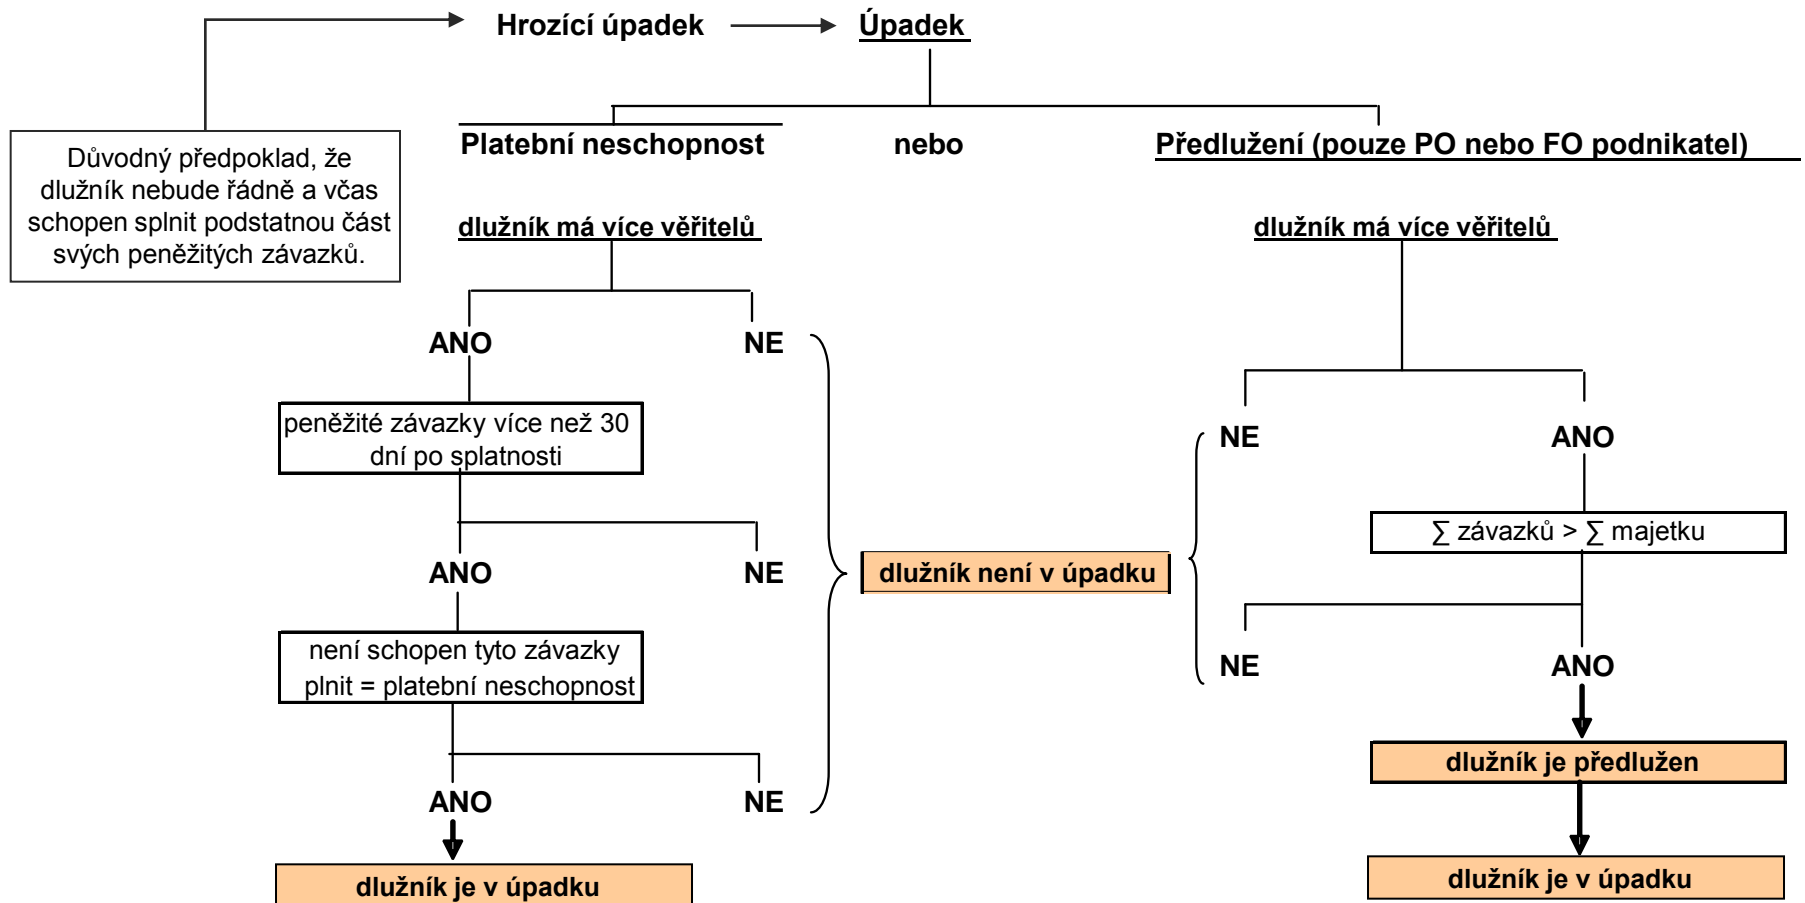 Hrozící úpadek
Úpadek
Platební neschopnost
nebo
Předlužení (pouze PO nebo FO podnikatel)
Důvodný předpoklad, že
dlužník nebude řádně a včas
schopen splnit podstatnou část
svých peněžitých závazků.
dlužník má více věřitelů
ANO
NE
peněžité závazky více než 30
dní po splatnosti
ANO
NE
není schopen tyto závazky
plnit = platební neschopnost
ANO
NE
dlužník je v úpadku
dlužník není v úpadku
dlužník má více věřitelů
NE
ANO
∑ závazků > ∑ majetku
NE
ANO
dlužník je předlužen
dlužník je v úpadku